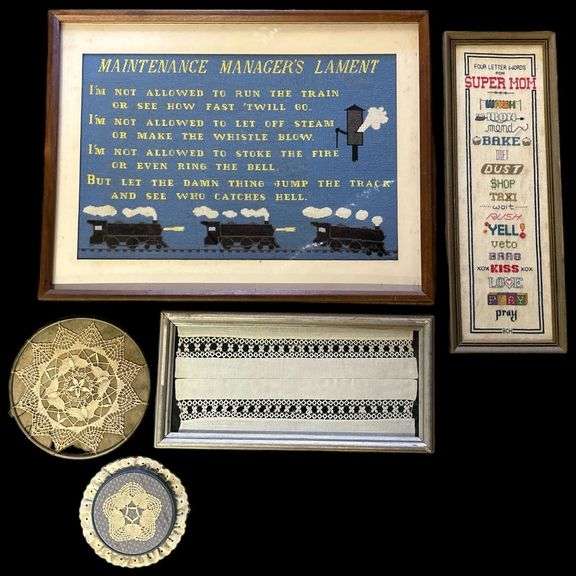 MAINTENANCE MANAGER'S LAMENT
I'M NOT ALLOWED TO RUN THE TRAIN
OR SEE HOW FAST 'TWILL GO.
I'M NOT ALLOWED TO LET OFF STEAM
OR MAKE THE WHISTLE BLOW.
I'M NOT ALLOWED TO STOKE THE FIRE
OR EVEN RING THE BELL.
BUT LET THE DAMN THING JUMP THE TRACK
AND SEE WHO CATCHES HELL.
FOUR LETTER WORDS
FOR
SUPER MOM
WASH
IRON
mend
BAKE
DIET
DUST
SHOP
TAXI
wait
RUSH
YELL!
veto
BAND
XOX KISS XOX
LOVE
PLAY
pray